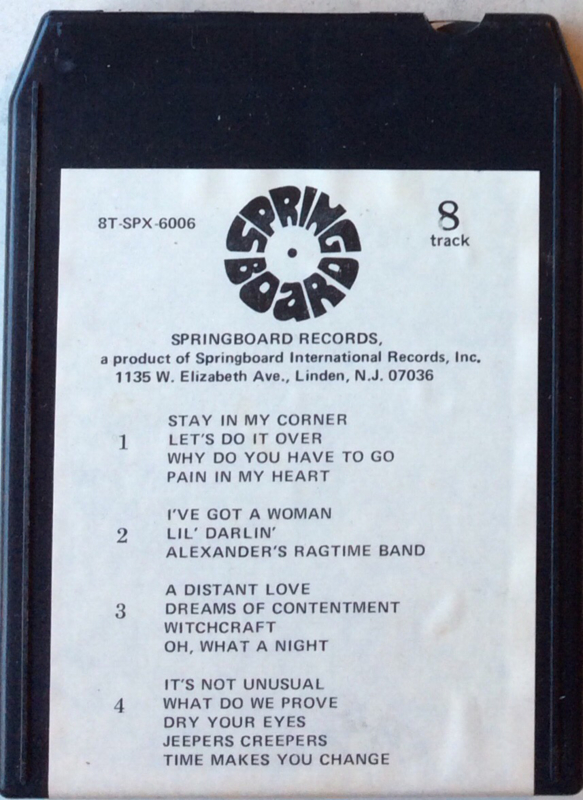 8T-SPX-6006
SPRINGBOARD
8
track
SPRINGBOARD RECORDS,
a product of Springboard International Records, Inc.
1135 W. Elizabeth Ave., Linden, N.J. 07036
1
STAY IN MY CORNER
LET'S DO IT OVER
WHY DO YOU HAVE TO GO
PAIN IN MY HEART
2
I'VE GOT A WOMAN
LIL' DARLIN'
ALEXANDER'S RAGTIME BAND
3
A DISTANT LOVE
DREAMS OF CONTENTMENT
WITCHCRAFT
OH, WHAT A NIGHT
4
IT'S NOT UNUSUAL
WHAT DO WE PROVE
DRY YOUR EYES
JEEPERS CREEPERS
TIME MAKES YOU CHANGE